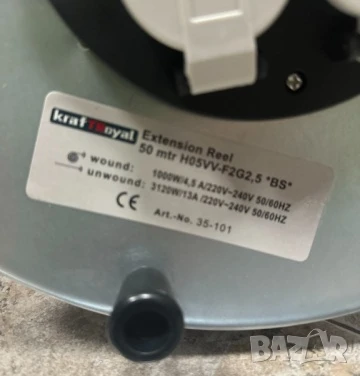 krafTRoyal
Extension Reel
50 mtr H05VV-F2G2,5 "BS"
wound: 1000W/4,5 A/220V~240V 50/60HZ
unwound: 3120W/13A /220V~240V 50/60HZ
CE Art.-No. 35-101
bazar.bg